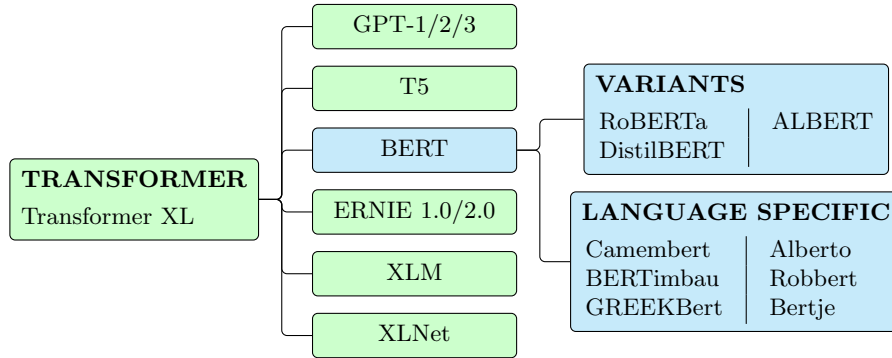 TRANSFORMER
Transformer XL
GPT-1/2/3
T5
BERT
ERNIE 1.0/2.0
XLM
XLNet
VARIANTS
RoBERTa ALBERT
DistilBERT
LANGUAGE SPECIFIC
Camembert Alberto
BERTimbau Robbert
GREEKBert Bertje